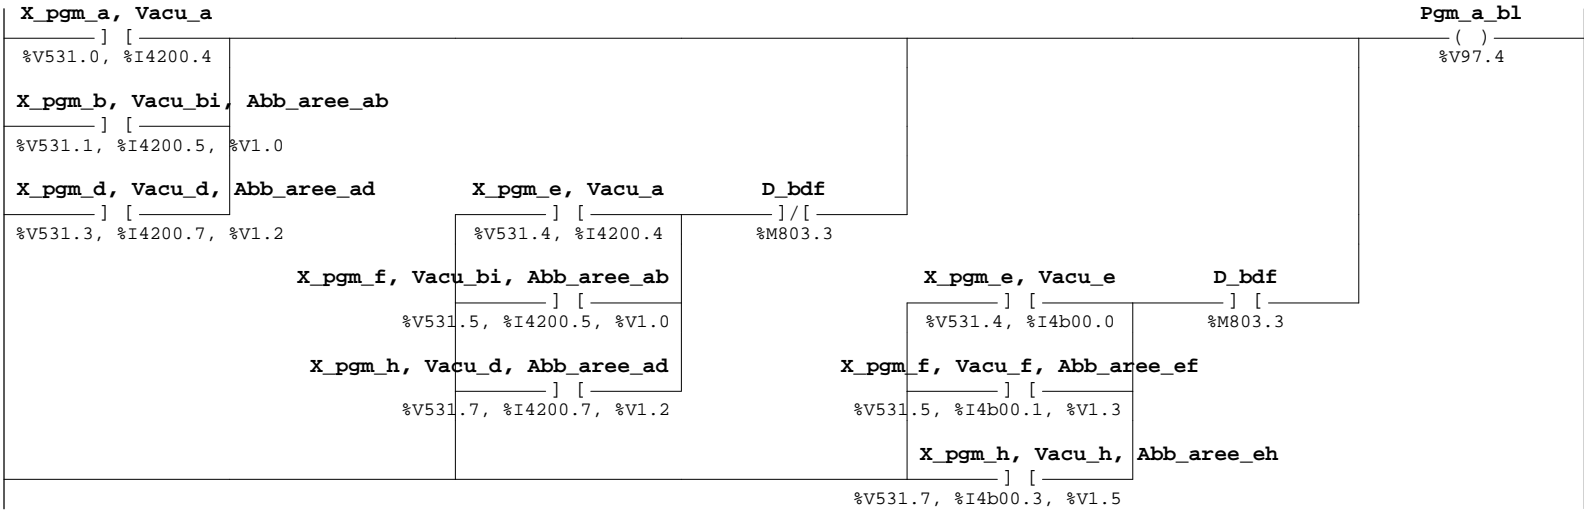 X_pgm_a, Vacu_a Pgm_a_bl
] [ ( )
%V531.0, %I4200.4 %V97.4
X_pgm_b, Vacu_bi, Abb_aree_ab
] [
%V531.1, %I4200.5, %V1.0
X_pgm_d, Vacu_d, Abb_aree_ad X_pgm_e, Vacu_a D_bdf
] [ ] [ ]/[
%V531.3, %I4200.7, %V1.2 %V531.4, %I4200.4 %M803.3
X_pgm_f, Vacu_bi, Abb_aree_ab X_pgm_e, Vacu_e D_bdf
] [ ] [ ] [
%V531.5, %I4200.5, %V1.0 %V531.4, %I4b00.0 %M803.3
X_pgm_h, Vacu_d, Abb_aree_ad X_pgm_f, Vacu_f, Abb_aree_ef
] [ ] [
%V531.7, %I4200.7, %V1.2 %V531.5, %I4b00.1, %V1.3
X_pgm_h, Vacu_h, Abb_aree_eh
] [
%V531.7, %I4b00.3, %V1.5